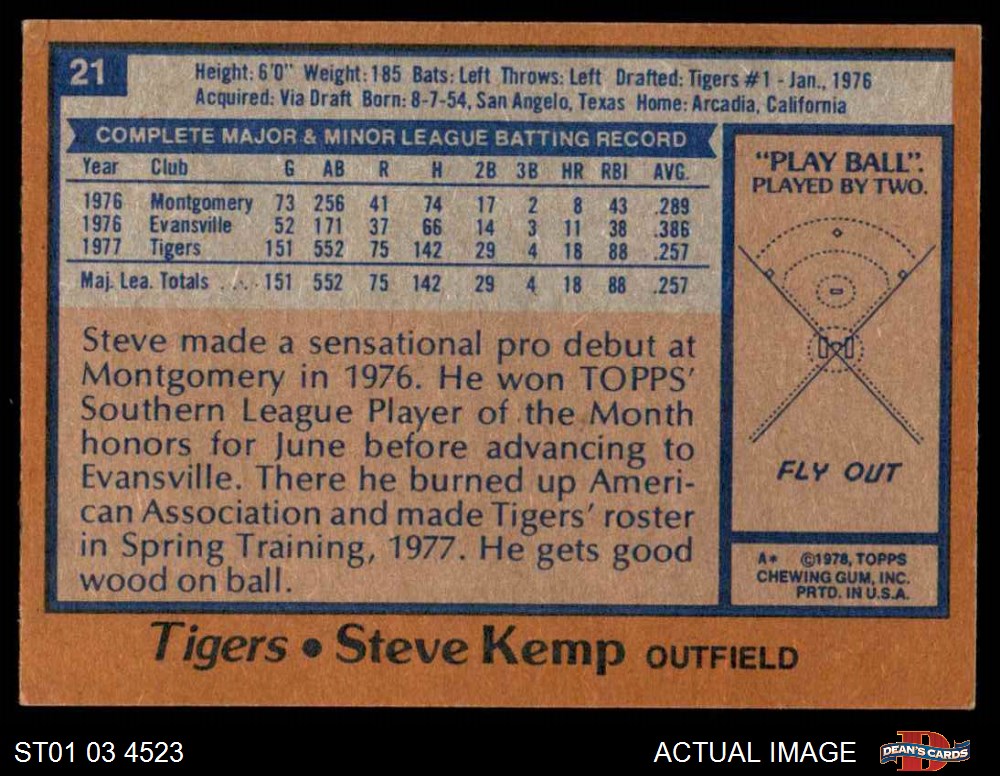 21
Height: 6'0" Weight: 185 Bats: Left Throws: Left Drafted: Tigers #1 - Jan., 1976
Acquired: Via Draft Born: 8-7-54, San Angelo, Texas Home: Arcadia, California
COMPLETE MAJOR & MINOR LEAGUE BATTING RECORD
Year Club G AB R H 2B 3B HR RBI AVG.
1976 Montgomery 73 256 41 74 17 2 8 43 .289
1976 Evansville 52 171 37 66 14 3 11 38 .386
1977 Tigers 151 552 75 142 29 4 18 88 .257
Maj. Lea. Totals .... 151 552 75 142 29 4 18 88 .257
Steve made a sensational pro debut at
Montgomery in 1976. He won TOPPS'
Southern League Player of the Month
honors for June before advancing to
Evansville. There he burned up Ameri-
can Association and made Tigers' roster
in Spring Training, 1977. He gets good
wood on ball.
"PLAY BALL".
PLAYED BY TWO.
FLY OUT
A* ©1978, TOPPS
CHEWING GUM, INC.
PRTD. IN U.S.A.
Tigers • Steve Kemp OUTFIELD
ST01 03 4523
ACTUAL IMAGE
D
DEAN'S CARDS